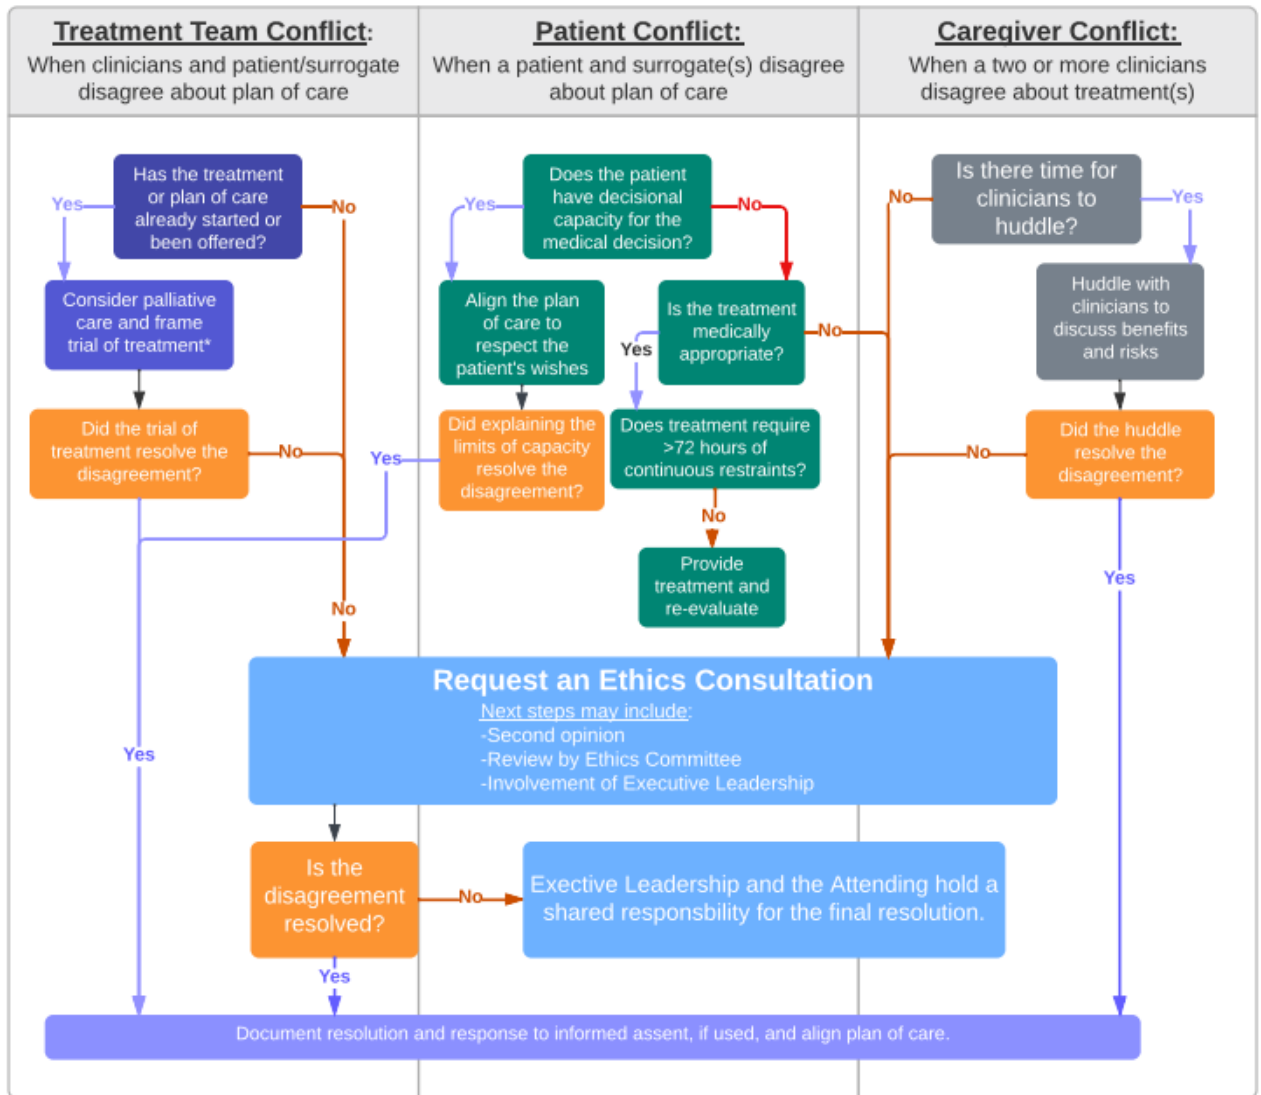 Treatment Team Conflict:
When clinicians and patient/surrogate
disagree about plan of care
Patient Conflict:
When a patient and surrogate(s) disagree
about plan of care
Caregiver Conflict:
When a two or more clinicians
disagree about treatment(s)
Has the treatment
or plan of care
already started or
been offered?
Yes
No
Consider palliative
care and frame
trial of treatment*
Did the trial of
treatment resolve the
disagreement?
No
No
Yes
Does the patient
have decisional
capacity for the
medical decision?
Yes
No
Align the plan
of care to
respect the
patient's wishes
Did explaining the
limits of capacity
resolve the
disagreement?
Yes
Is the treatment
medically
appropriate?
Yes
No
Does treatment require
>72 hours of
continuous restraints?
No
Provide
treatment and
re-evaluate
Is there time for
clinicians to
huddle?
No
Yes
Huddle with
clinicians to
discuss benefits
and risks
Did the huddle
resolve the
disagreement?
No
Yes
Request an Ethics Consultation
Next steps may include:
-Second opinion
-Review by Ethics Committee
-Involvement of Executive Leadership
Is the
disagreement
resolved?
No
Yes
Exective Leadership and the Attending hold a
shared responsbility for the final resolution.
Document resolution and response to informed assent, if used, and align plan of care.